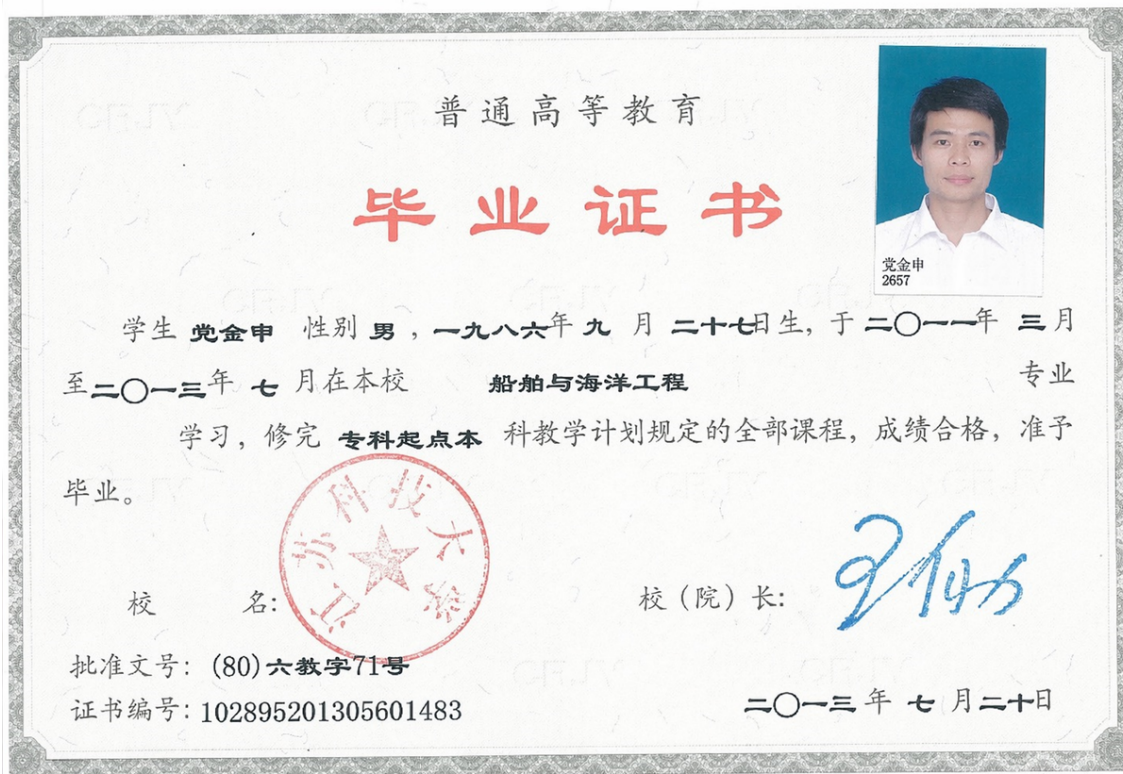 普通高等教育
毕业证书
党金申
2657
学生 党金申 性别 男 ，一九八六年 九 月 二十七日生，于 二〇一一年 三月
至二〇一三年 七 月在本校 船舶与海洋工程 专业
学习，修完 专科起点本 科教学计划规定的全部课程，成绩合格，准予
毕业。
江苏科技大学
校 名：
校（院）长：
批准文号：(80)六教字71号
证书编号：102895201305601483
二〇一三年 七 月二十日